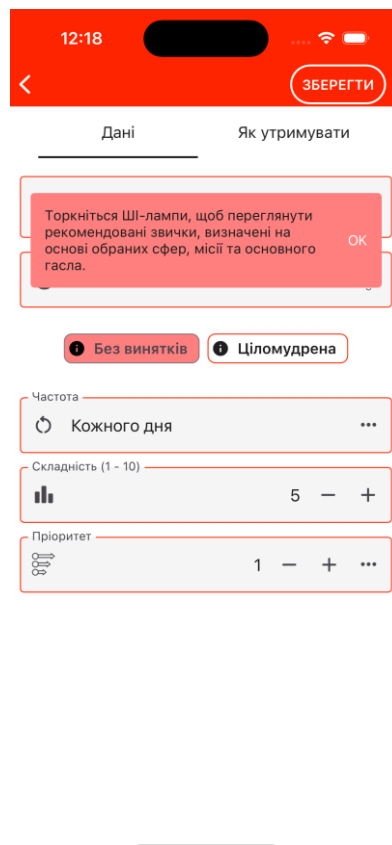 12:18
ЗБЕРЕГТИ
Дані
Як утримувати
Торкніться ШІ-лампи, щоб переглянути
рекомендовані звички, визначені на
основі обраних сфер, місії та основного
гасла.
OK
Без винятків
Ціломудрена
Частота
Кожного дня
Складність (1 - 10)
5
Пріоритет
1